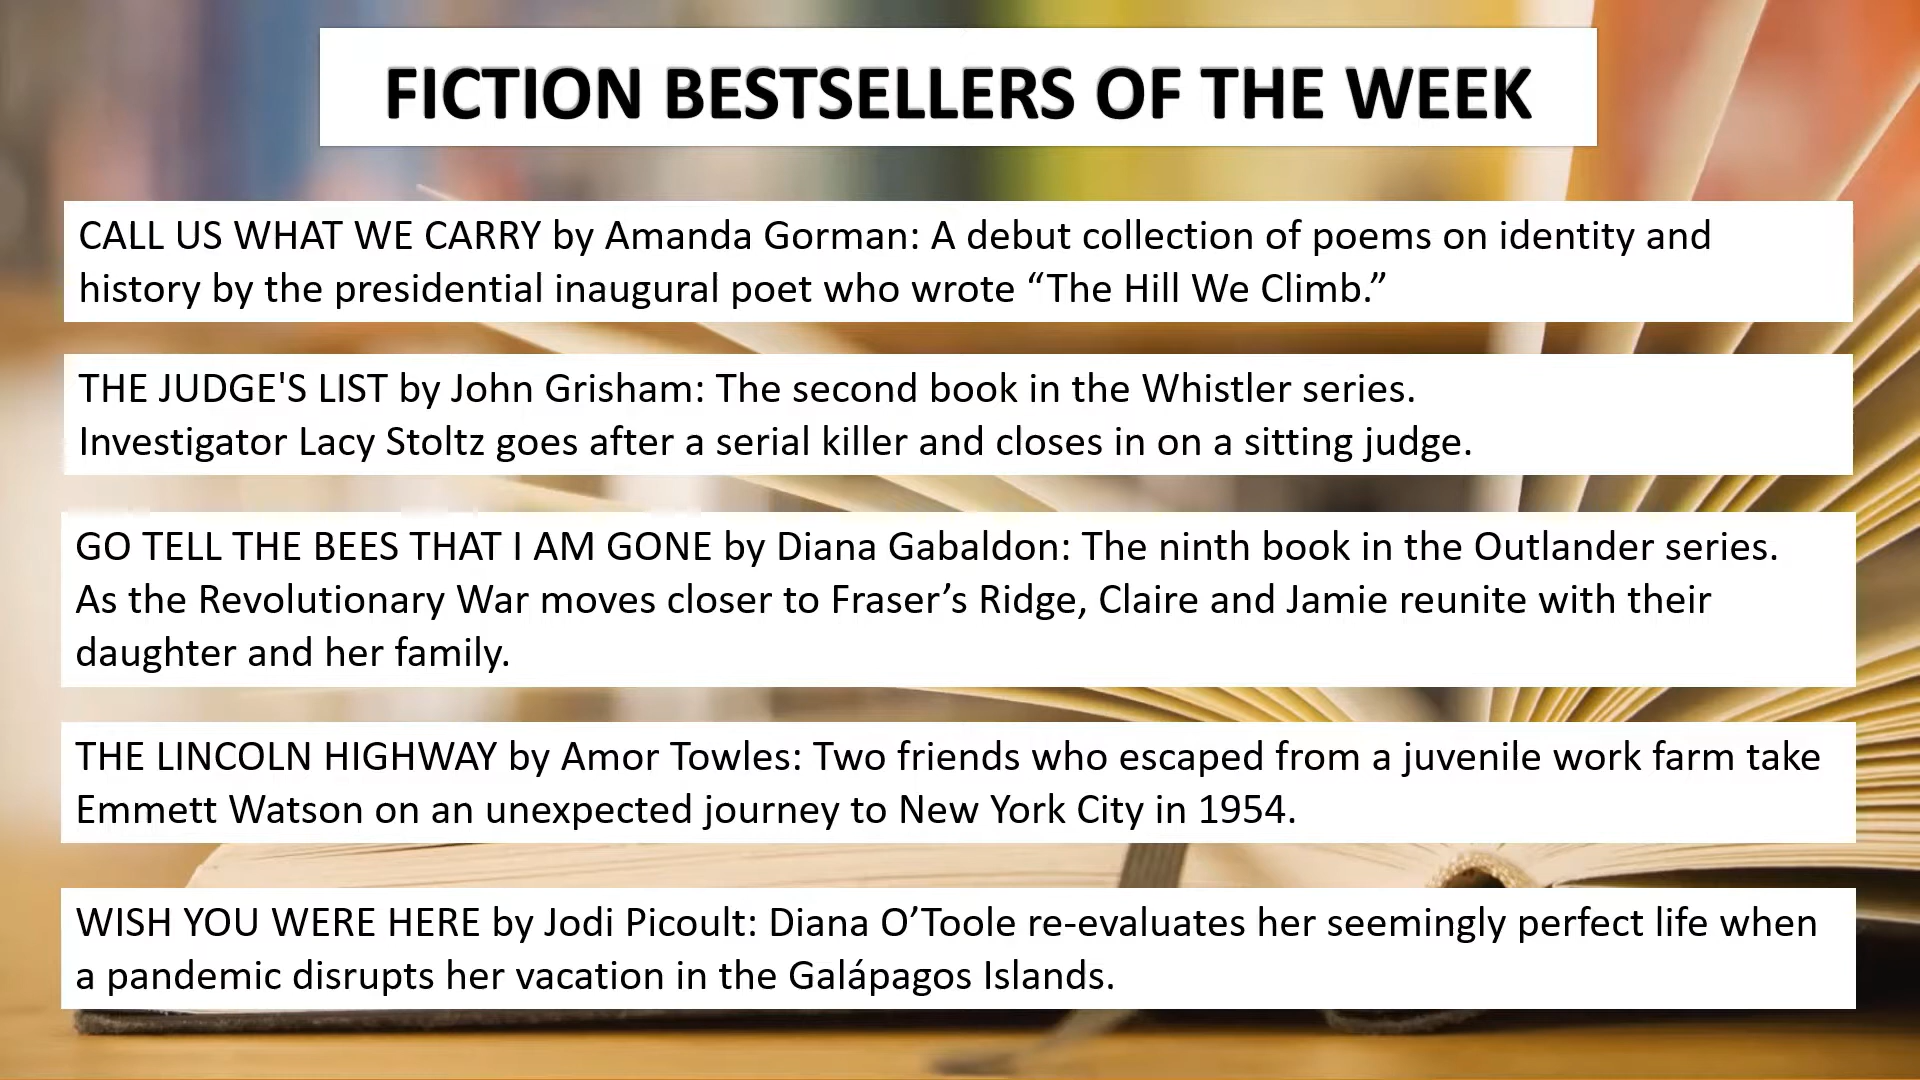 FICTION BESTSELLERS OF THE WEEK
CALL US WHAT WE CARRY by Amanda Gorman: A debut collection of poems on identity and
history by the presidential inaugural poet who wrote “The Hill We Climb.”
THE JUDGE'S LIST by John Grisham: The second book in the Whistler series.
Investigator Lacy Stoltz goes after a serial killer and closes in on a sitting judge.
GO TELL THE BEES THAT I AM GONE by Diana Gabaldon: The ninth book in the Outlander series.
As the Revolutionary War moves closer to Fraser’s Ridge, Claire and Jamie reunite with their
daughter and her family.
THE LINCOLN HIGHWAY by Amor Towles: Two friends who escaped from a juvenile work farm take
Emmett Watson on an unexpected journey to New York City in 1954.
WISH YOU WERE HERE by Jodi Picoult: Diana O’Toole re-evaluates her seemingly perfect life when
a pandemic disrupts her vacation in the Galápagos Islands.